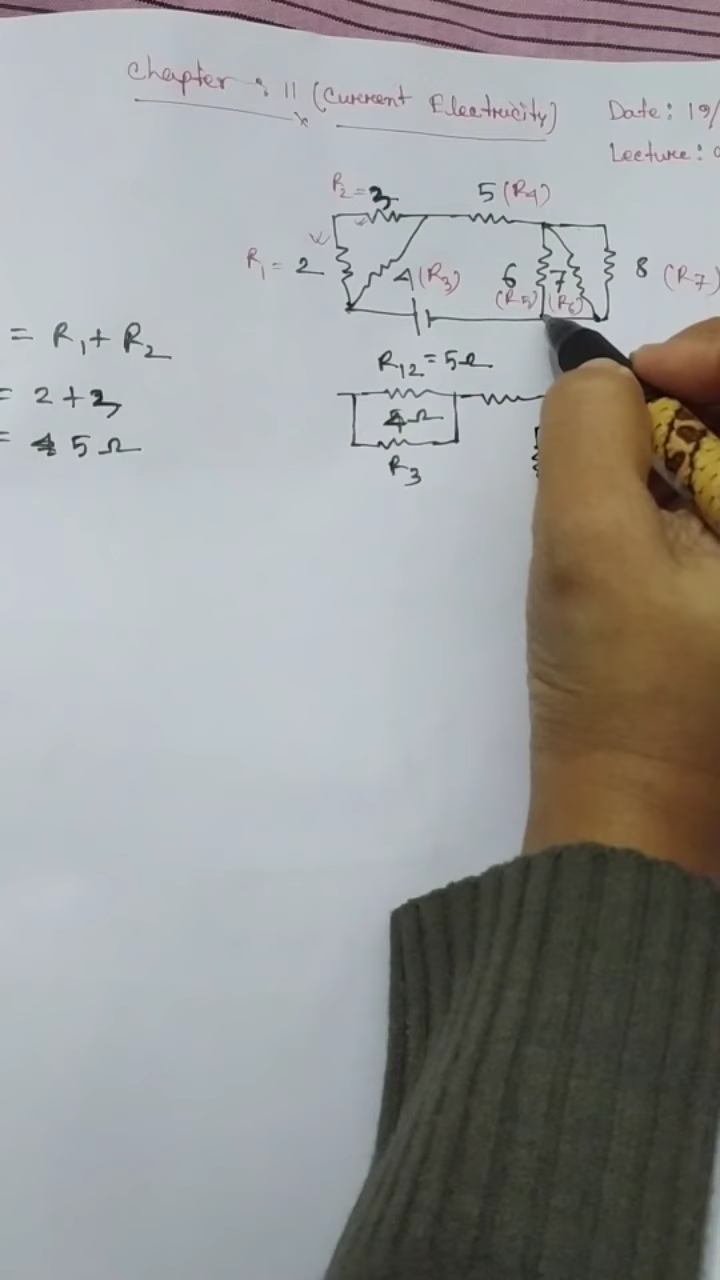 Chapter : 11 (Current Electricity)
Date: 19/
Lecture:
R2 = 3
5 (R4)
R1 = 2
4 (R3)
6 (R5)
7 (R6)
8 (R7)
= R1 + R2
= 2 + 3
= 5 Ω
R12 = 5Ω
4Ω
R3